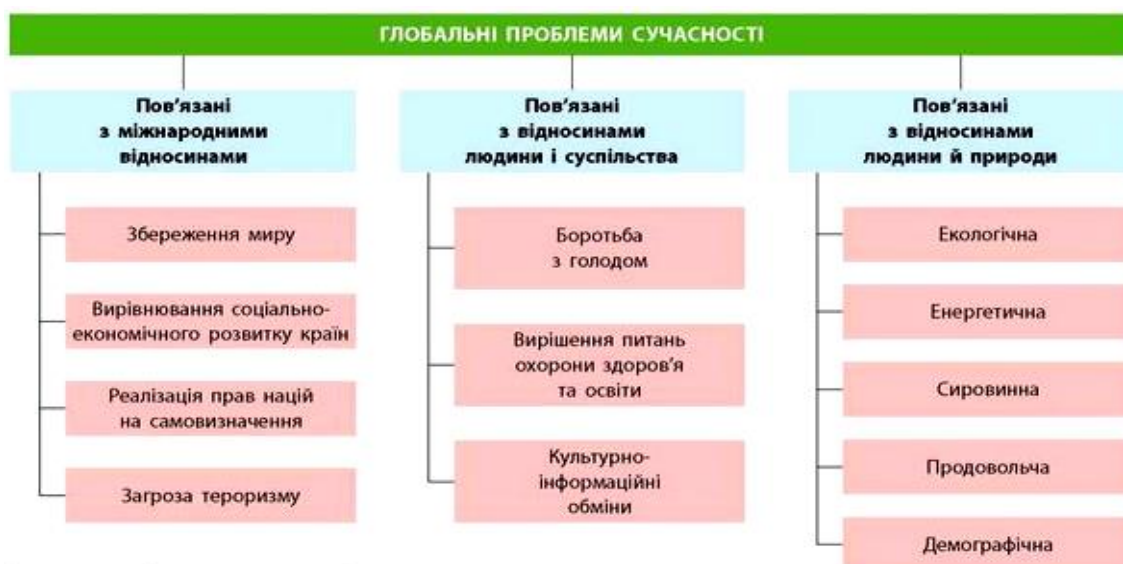 ГЛОБАЛЬНІ ПРОБЛЕМИ СУЧАСНОСТІ
Пов’язані
з міжнародними
відносинами
Збереження миру
Вирівнювання соціально-
економічного розвитку країн
Реалізація прав націй
на самовизначення
Загроза тероризму
Пов’язані
з відносинами
людини і суспільства
Боротьба
з голодом
Вирішення питань
охорони здоров’я
та освіти
Культурно-
інформаційні
обміни
Пов’язані
з відносинами
людини й природи
Екологічна
Енергетична
Сировинна
Продовольча
Демографічна